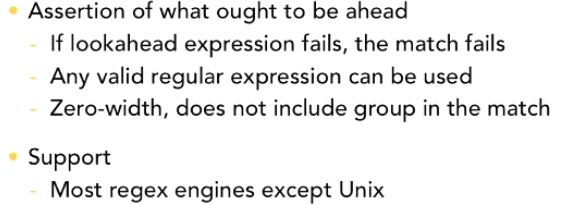 • Assertion of what ought to be ahead
- If lookahead expression fails, the match fails
- Any valid regular expression can be used
- Zero-width, does not include group in the match
• Support
- Most regex engines except Unix